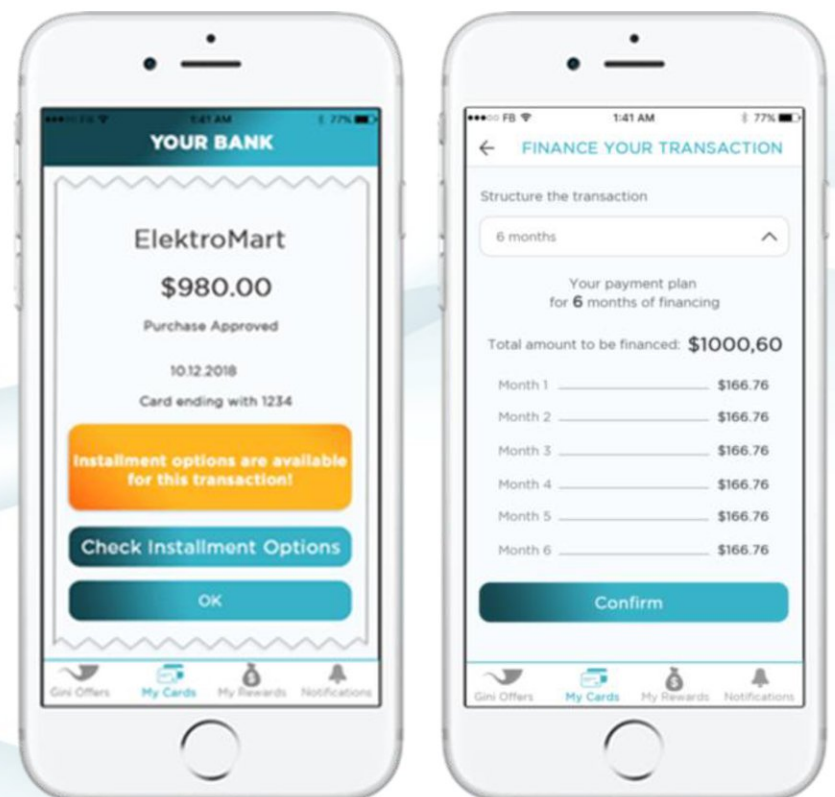 1:41 AM
77%
YOUR BANK
ElektroMart
$980.00
Purchase Approved
10.12.2018
Card ending with 1234
Installment options are available
for this transaction!
Check Installment Options
OK
Gini Offers My Cards My Rewards Notifications
FB 1:41 AM 77%
FINANCE YOUR TRANSACTION
Structure the transaction
6 months
Your payment plan
for 6 months of financing
Total amount to be financed: $1000,60
Month 1 $166.76
Month 2 $166.76
Month 3 $166.76
Month 4 $166.76
Month 5 $166.76
Month 6 $166.76
Confirm
Gini Offers My Cards My Rewards Notifications